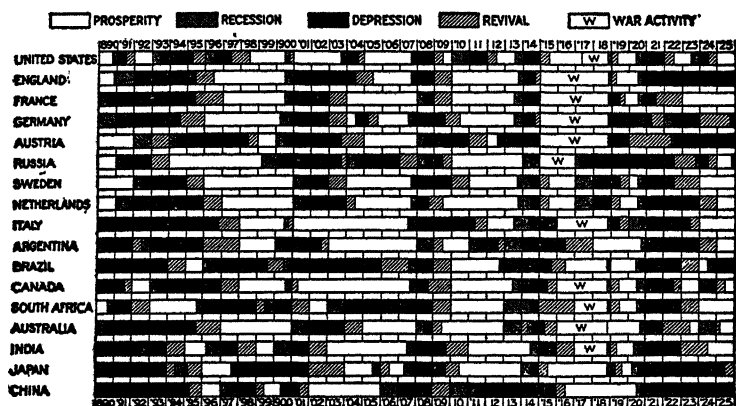 PROSPERITY RECESSION DEPRESSION REVIVAL W WAR ACTIVITY
1890 '91 '92 '93 '94 '95 '96 '97 '98 '99 1900 '01 '02 '03 '04 '05 '06 '07 '08 '09 '10 '11 '12 '13 '14 '15 '16 '17 '18 '19 '20 '21 '22 '23 '24 '25
UNITED STATES W
ENGLAND W
FRANCE W
GERMANY W
AUSTRIA W
RUSSIA W
SWEDEN
NETHERLANDS
ITALY W
ARGENTINA
BRAZIL
CANADA W
SOUTH AFRICA W
AUSTRALIA W
INDIA W
JAPAN
CHINA
1890 '91 '92 '93 '94 '95 '96 '97 '98 '99 1900 '01 '02 '03 '04 '05 '06 '07 '08 '09 '10 '11 '12 '13 '14 '15 '16 '17 '18 '19 '20 '21 '22 '23 '24 '25